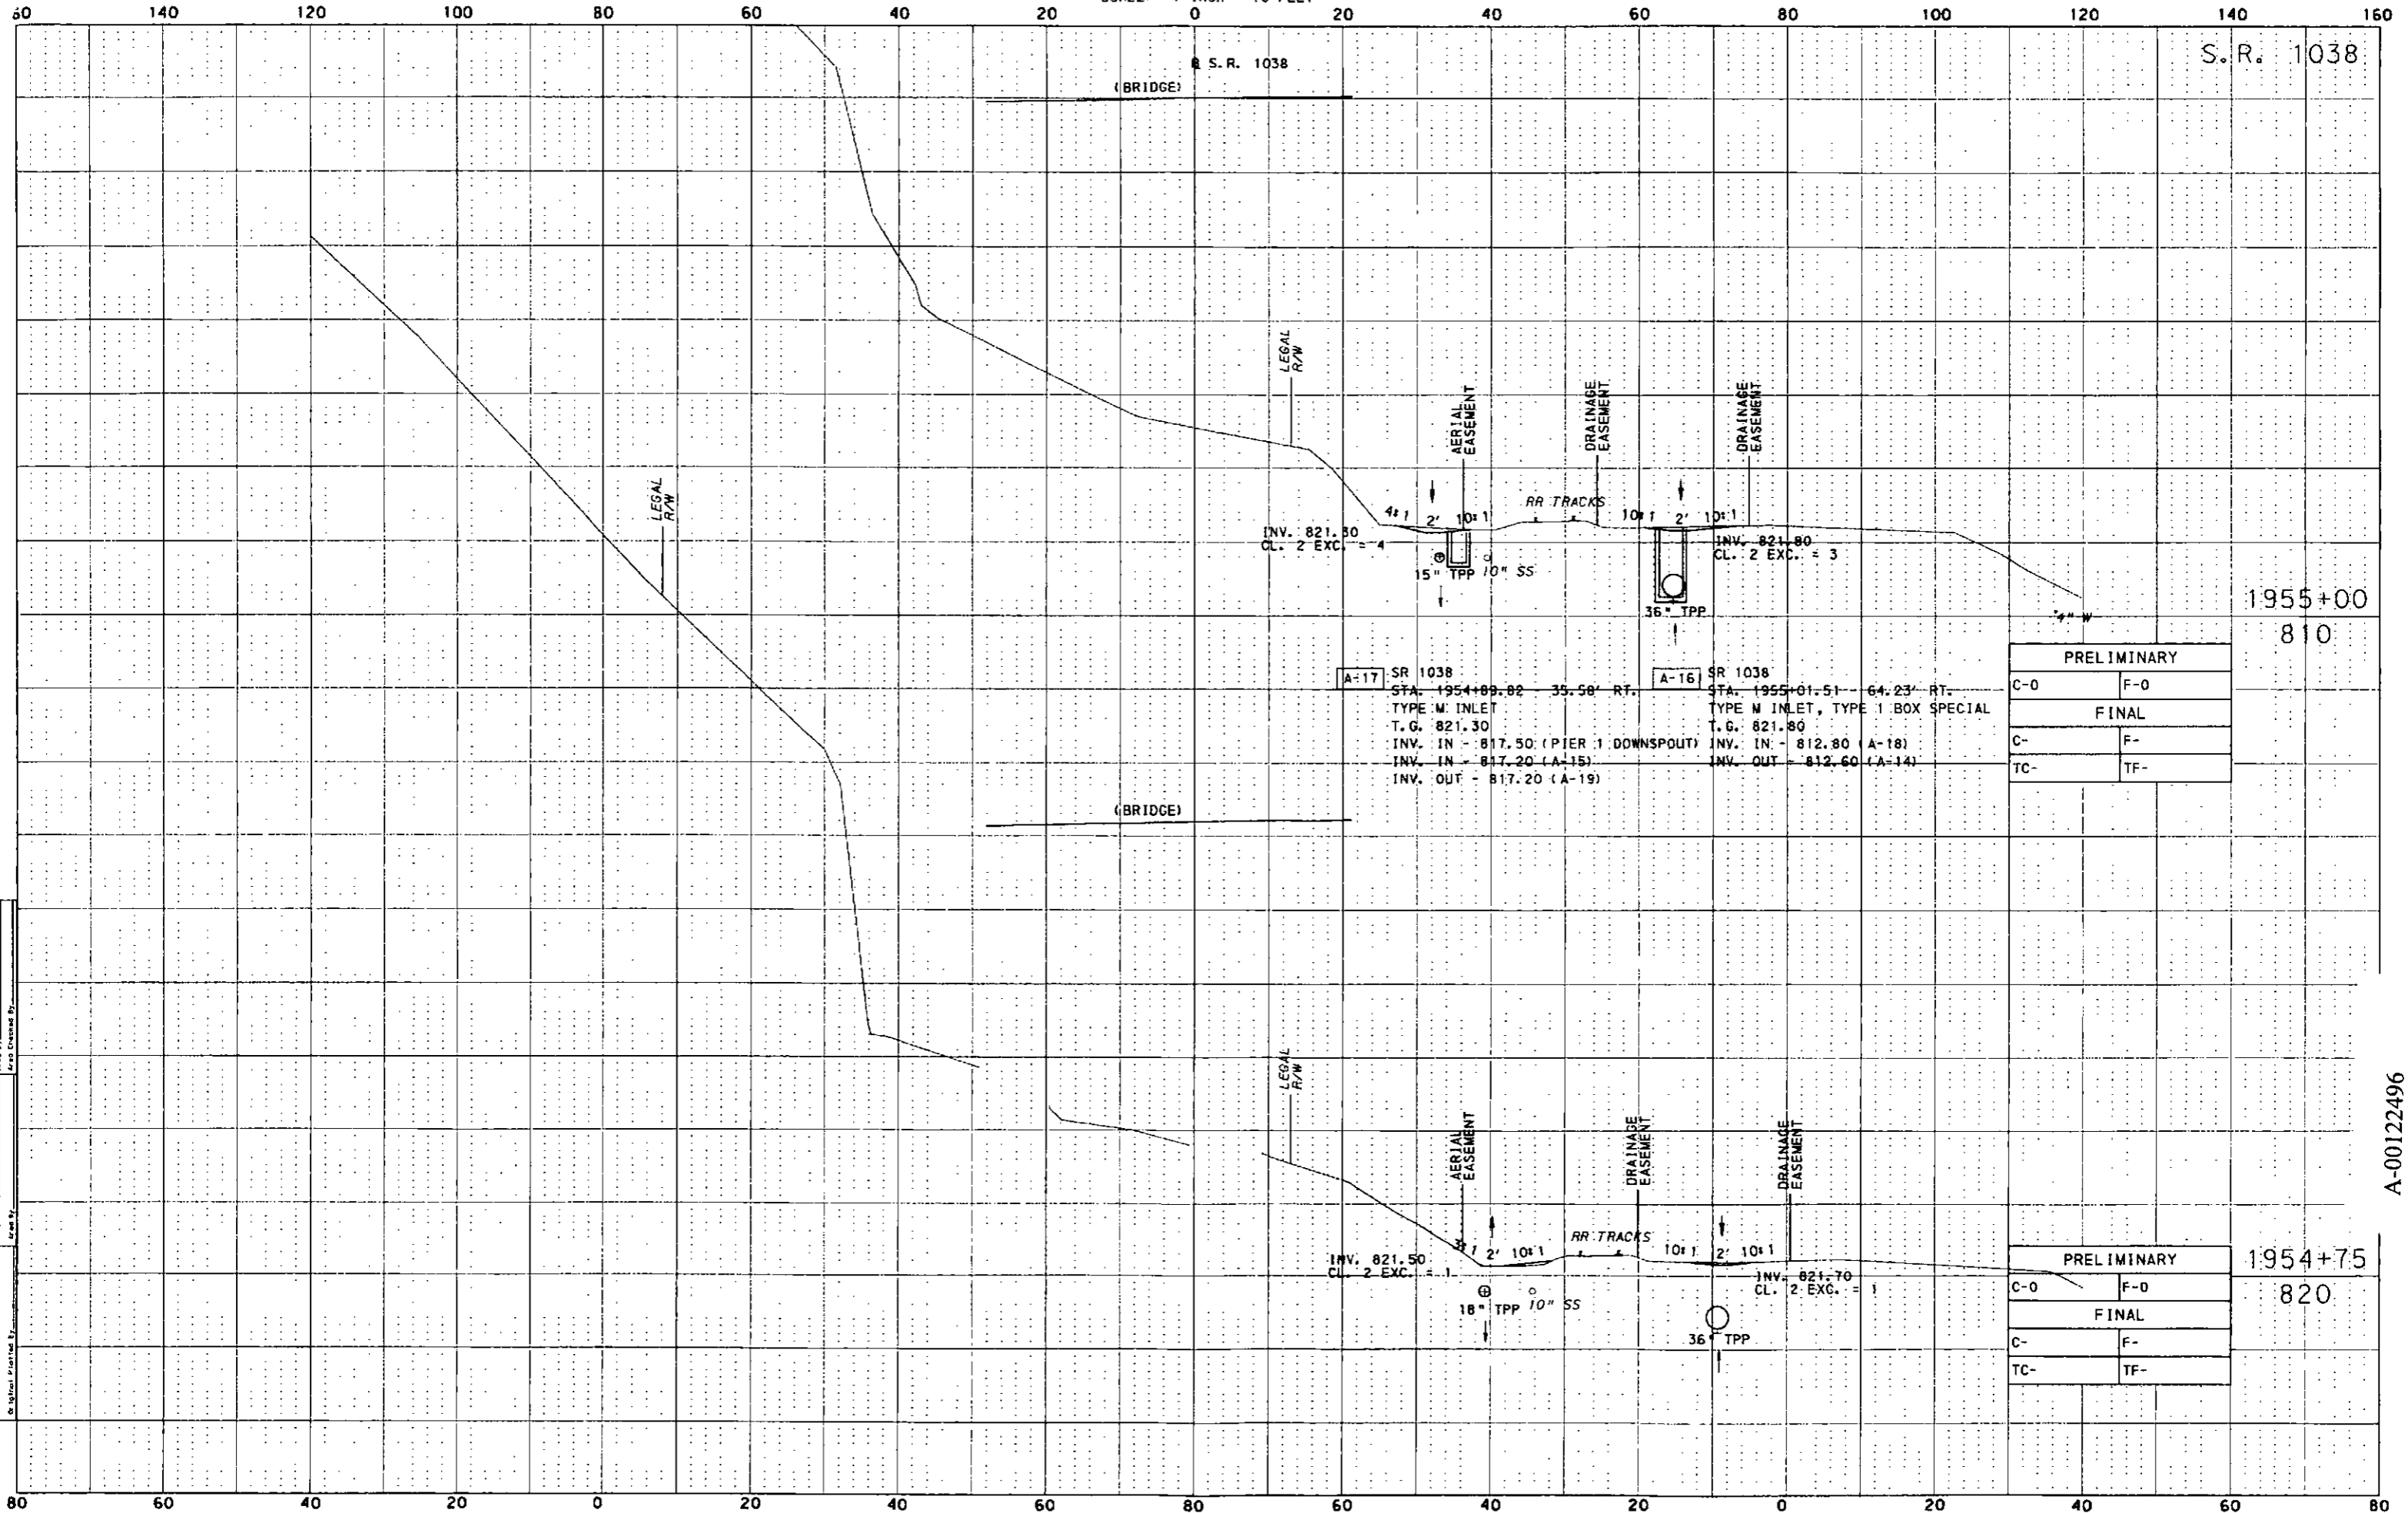 60 140 120 100 80 60 40 20 0 20 40 60 80 100 120 140 160
S.R. 1038
S.R. 1038
(BRIDGE)
LEGAL
R/W
AERIAL
EASEMENT
DRAINAGE
EASEMENT
DRAINAGE
EASEMENT
LEGAL
R/W
4:1 2' 10:1
RR TRACKS
10:1 2' 10:1
INV. 821.30
CL. 2 EXC. = 4
INV. 821.80
CL. 2 EXC. = 3
15" TPP 10" SS
36" TPP
4" W
1955+00
810
A-17 SR 1038
STA. 1954+89.82 - 35.58' RT.
TYPE M INLET
T.G. 821.30
INV. IN - 817.50 (PIER 1 DOWNSPOUT)
INV. IN - 817.20 (A-15)
INV. OUT - 817.20 (A-19)
A-16 SR 1038
STA. 1955+01.51 - 64.23' RT.
TYPE M INLET, TYPE 1 BOX SPECIAL
T.G. 821.80
INV. IN - 812.80 (A-18)
INV. OUT - 812.60 (A-14)
PRELIMINARY
C-0 F-0
FINAL
C- F-
TC- TF-
(BRIDGE)
LEGAL
R/W
AERIAL
EASEMENT
DRAINAGE
EASEMENT
DRAINAGE
EASEMENT
3:1 2' 10:1
RR TRACKS
10:1 2' 10:1
INV. 821.50
CL. 2 EXC. = 1
INV. 821.70
CL. 2 EXC. = 1
18" TPP 10" SS
36" TPP
PRELIMINARY
C-0 F-0
FINAL
C- F-
TC- TF-
1954+75
820
A-00122496
Area Checked By
Original Plotted By
80 60 40 20 0 20 40 60 80 60 40 20 0 20 40 60 80